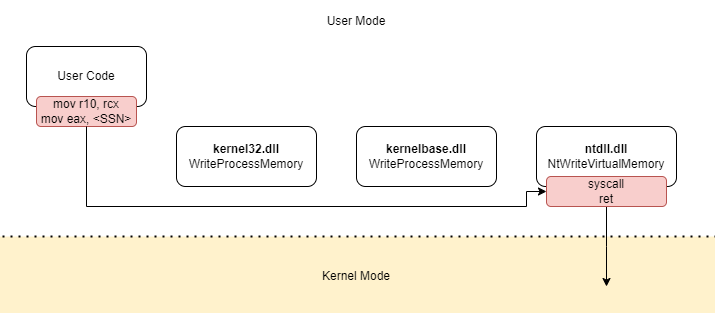 User Mode
User Code
mov r10, rcx
mov eax, <SSN>
kernel32.dll
WriteProcessMemory
kernelbase.dll
WriteProcessMemory
ntdll.dll
NtWriteVirtualMemory
syscall
ret
Kernel Mode